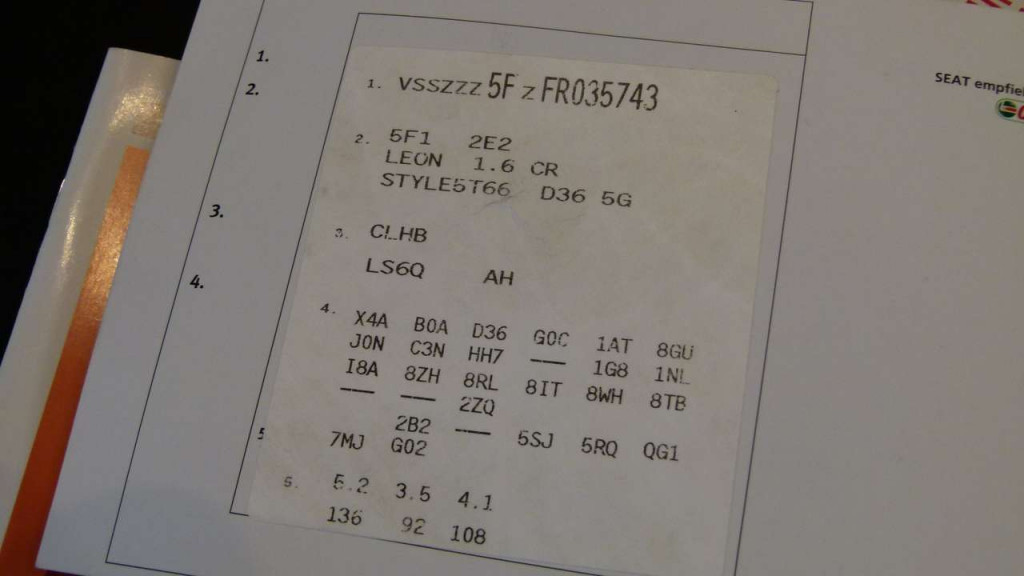 1.
2.
3.
4.
5
SEAT empfie
1. VSSZZZ 5F Z FR035743
2. 5F1 2E2
LEON 1.6 CR
STYLE5T66 D36 5G
3. CLHB
LS6Q AH
4. X4A B0A D36 G0C 1AT 8GU
J0N C3N HH7 --- 1G8 1NL
I8A 8ZH 8RL 8IT 8WH 8TB
--- --- 2ZQ
2B2 --- 5SJ 5RQ QG1
7MJ G02
5. 5.2 3.5 4.1
136 92 108